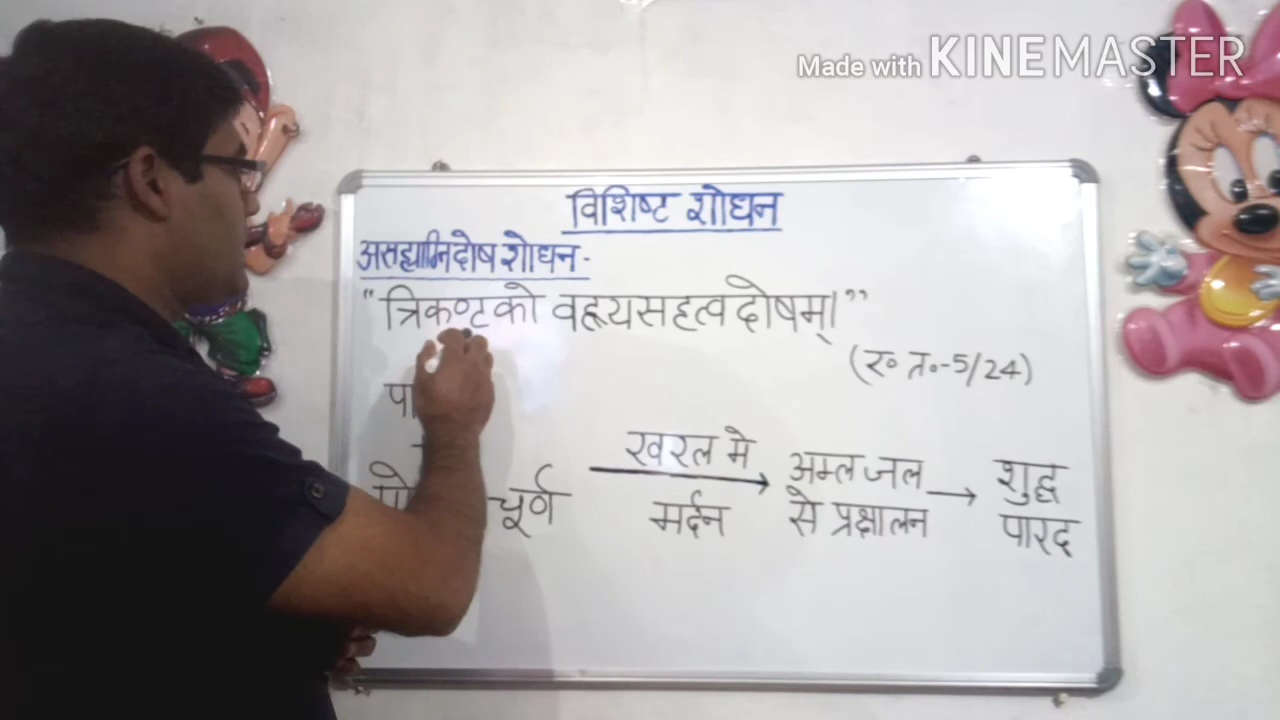 Made with KINEMASTER
विशिष्ट शोधन
असह्याग्निदोष शोधन -
"त्रिकण्टको वह्न्यसहत्वदोषम्।"
(र० त०-5/24)
खरल मे
मर्दन
चूर्ण
अम्ल जल
से प्रक्षालन
शुद्ध
पारद